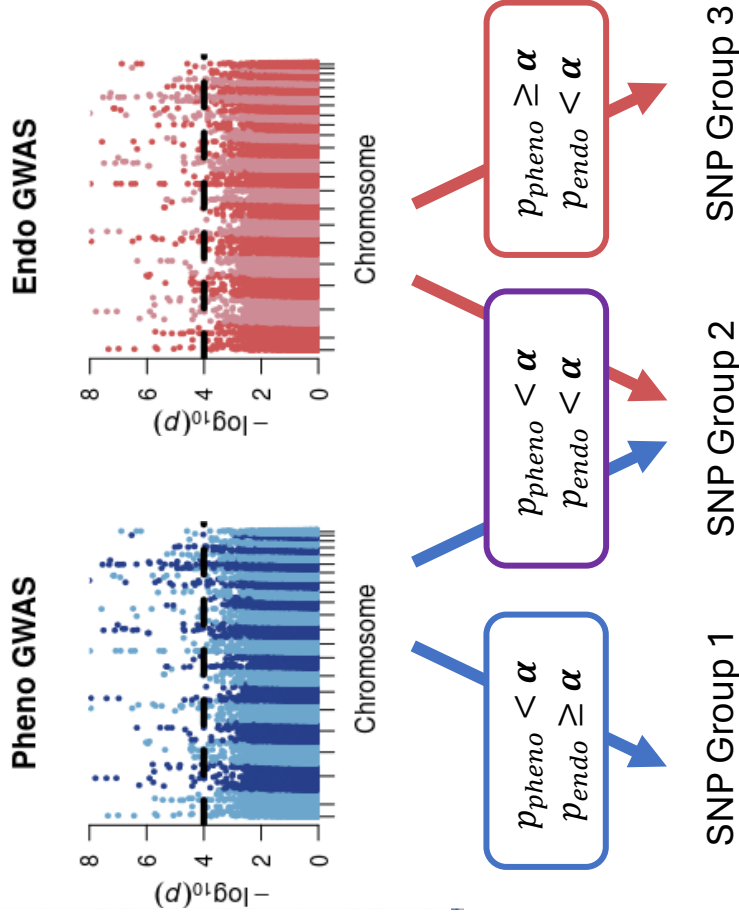 Pheno GWAS
Endo GWAS
−log₁₀(p)
8
6
4
2
0
Chromosome
−log₁₀(p)
8
6
4
2
0
Chromosome
p_pheno < α
p_endo ≥ α
p_pheno < α
p_endo < α
p_pheno ≥ α
p_endo < α
SNP Group 1
SNP Group 2
SNP Group 3